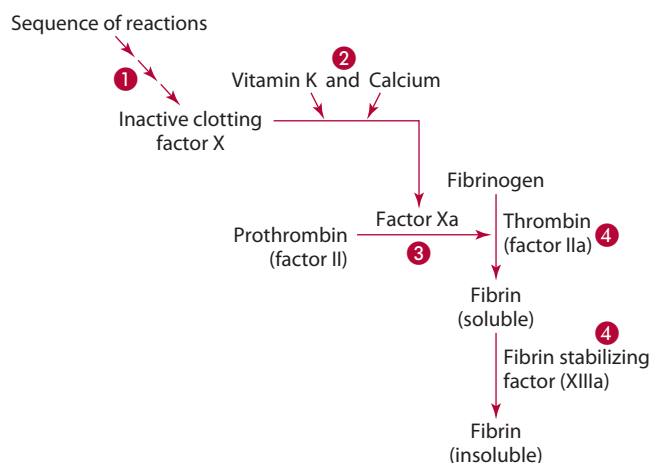 Sequence of reactions
1
2
Vitamin K and Calcium
Inactive clotting
factor X
Fibrinogen
Factor Xa
Prothrombin
(factor II)
3
Thrombin
(factor IIa) 4
Fibrin
(soluble)
4
Fibrin stabilizing
factor (XIIIa)
Fibrin
(insoluble)